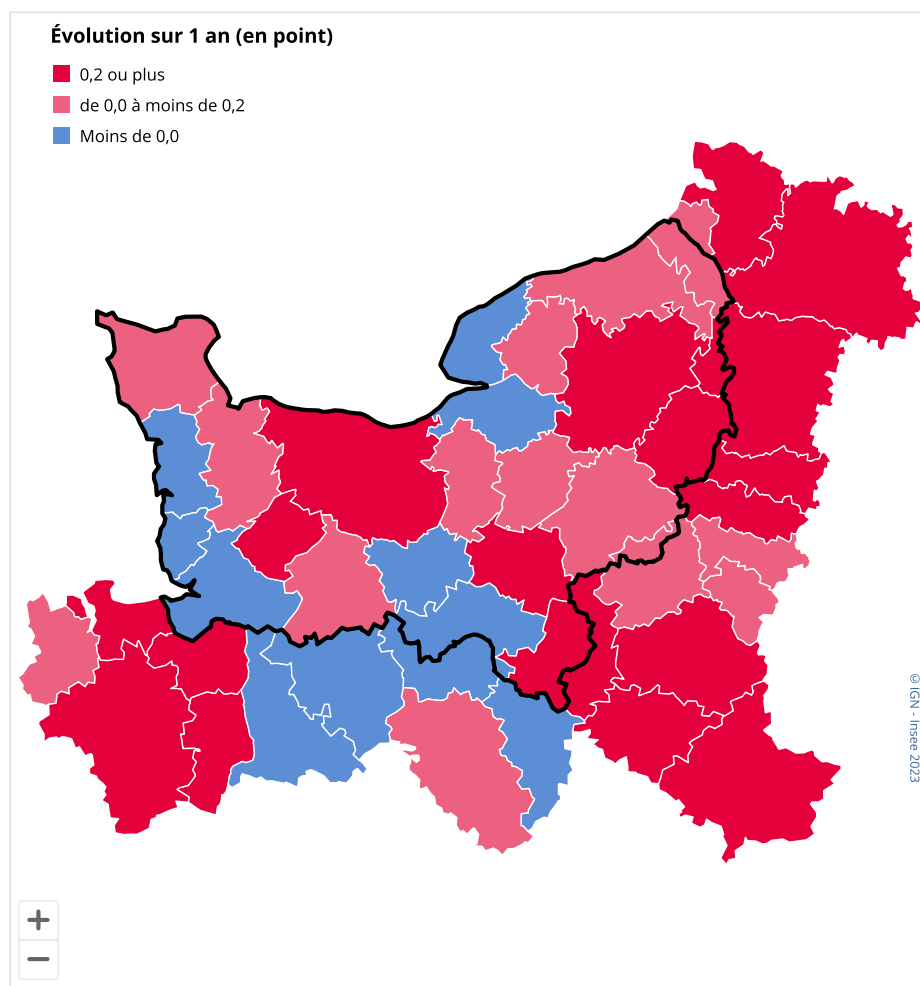 Évolution sur 1 an (en point)
0,2 ou plus
de 0,0 à moins de 0,2
Moins de 0,0
© IGN - Insee 2023
+
−